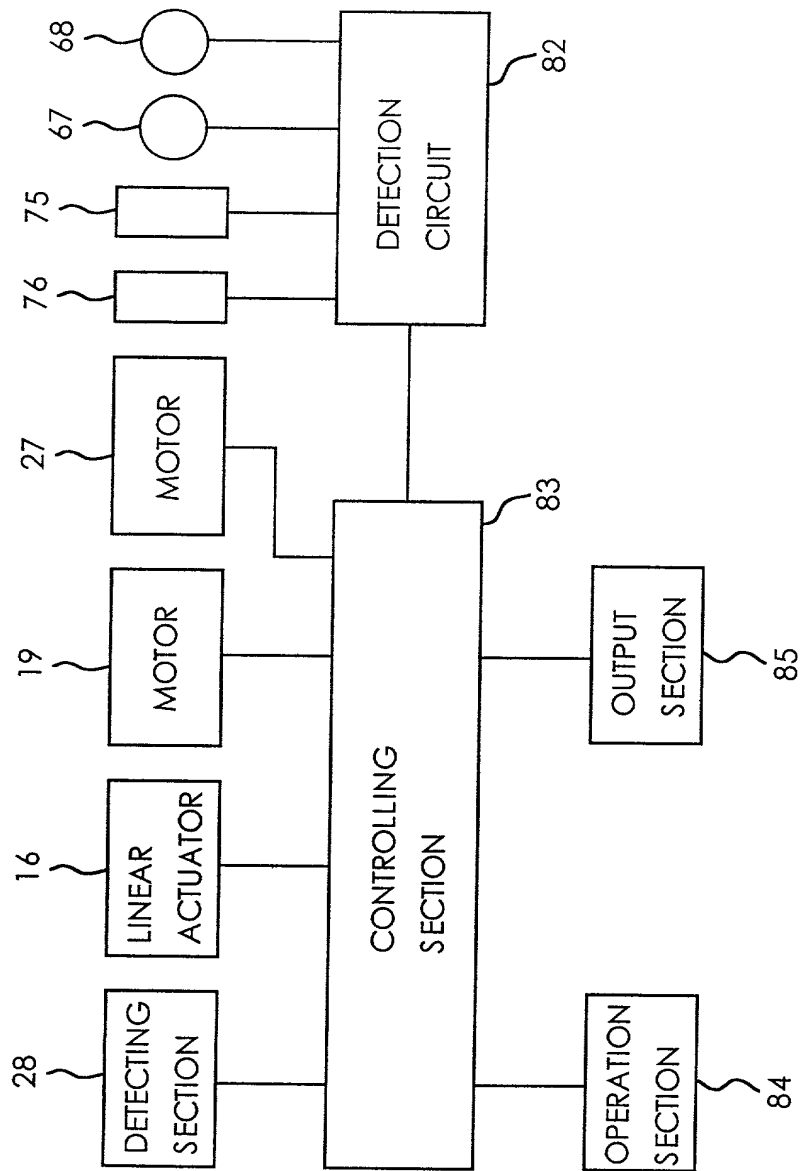 28
16
19
27
76
75
67
68
DETECTING
SECTION
LINEAR
ACTUATOR
MOTOR
MOTOR
CONTROLLING
SECTION
83
DETECTION
CIRCUIT
82
OPERATION
SECTION
84
OUTPUT
SECTION
85